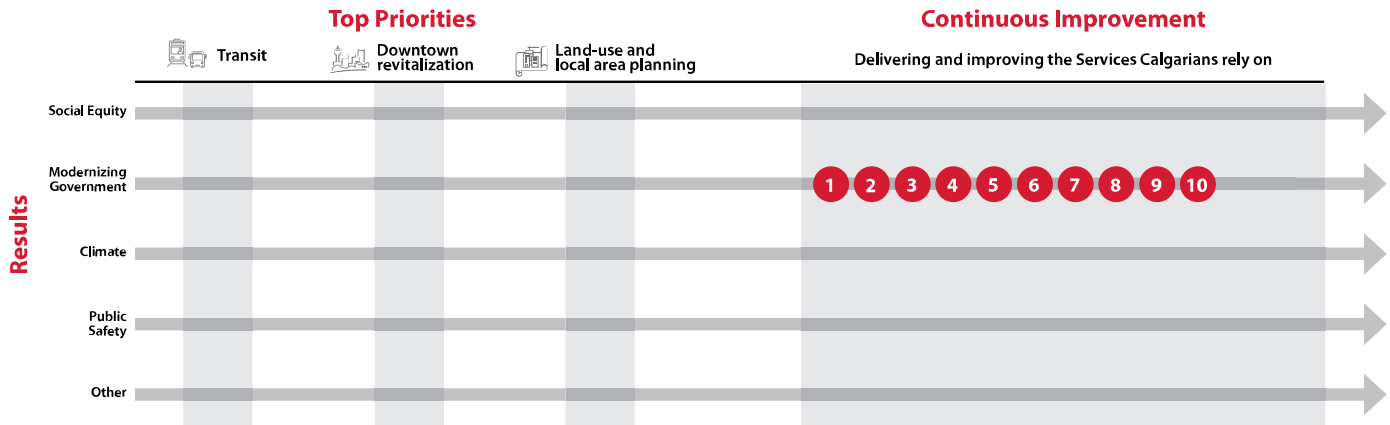 Top Priorities
Continuous Improvement
Transit
Downtown
revitalization
Land-use and
local area planning
Delivering and improving the Services Calgarians rely on
Results
Social Equity
Modernizing
Government
1 2 3 4 5 6 7 8 9 10
Climate
Public
Safety
Other